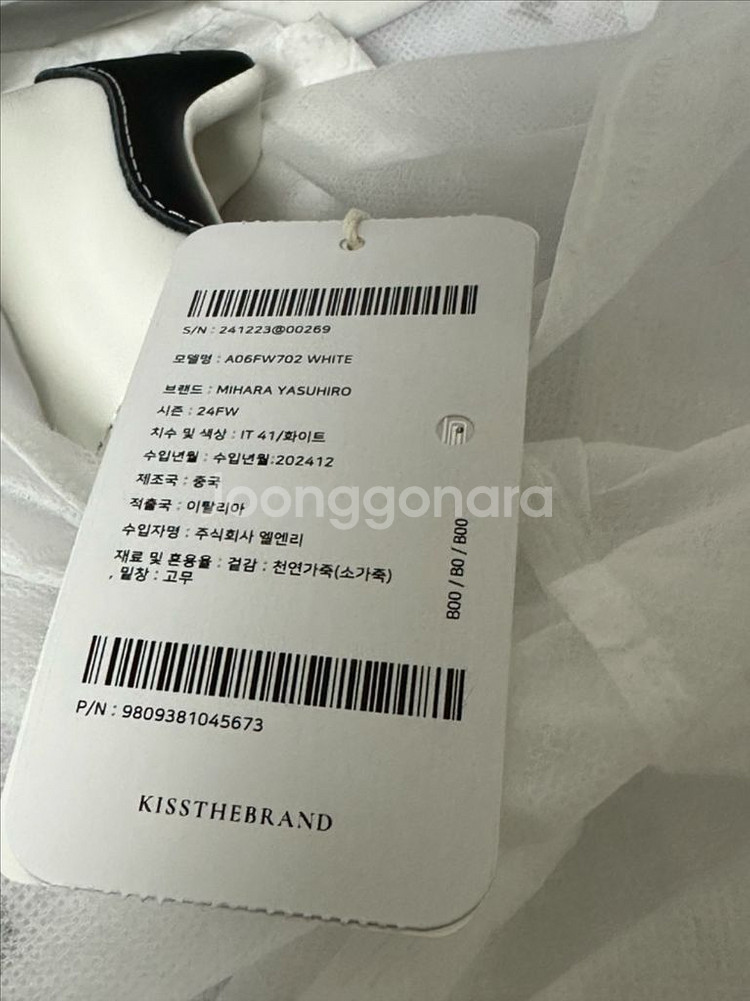 S/N : 241223@00269
모델명 : A06FW702 WHITE
브랜드 : MIHARA YASUHIRO
시즌 : 24FW
치수 및 색상 : IT 41/화이트
수입년월 : 수입년월:202412
제조국 : 중국
적출국 : 이탈리아
수입자명 : 주식회사 엘엔리
재료 및 혼용율 : 겉감 : 천연가죽(소가죽)
, 밑창 : 고무
B00 / B0 / B00
joonggonara
P/N : 9809381045673
KISSTHEBRAND